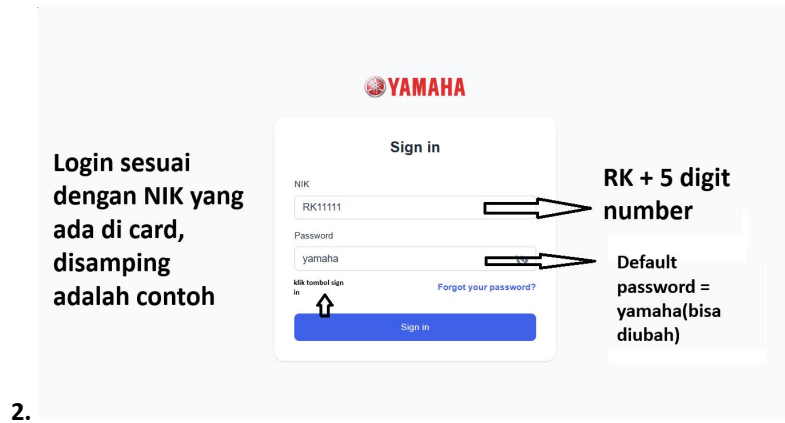 YAMAHA
Sign in
Login sesuai
dengan NIK yang
ada di card,
disamping
adalah contoh
NIK
RK11111
RK + 5 digit
number
Password
yamaha
Default
password =
yamaha(bisa
diubah)
klik tombol sign
in
Forgot your password?
Sign in
2.